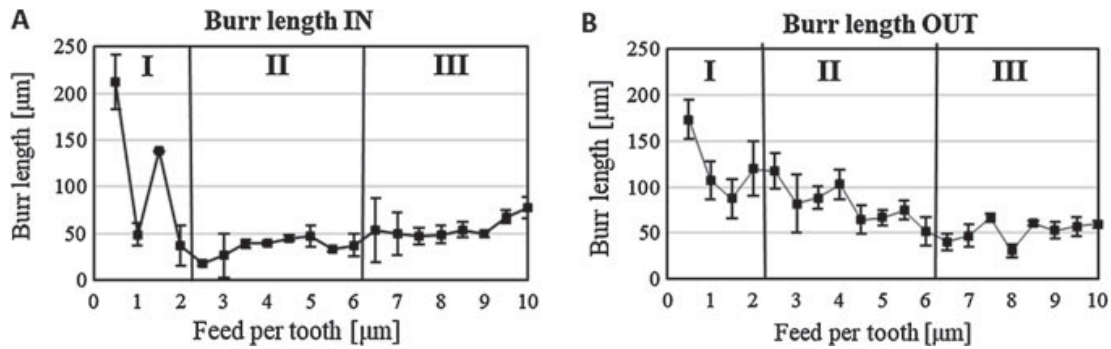 A
Burr length IN
Burr length [μm]
250
200
150
100
50
0
I
II
III
0 1 2 3 4 5 6 7 8 9 10
Feed per tooth [μm]
B
Burr length OUT
Burr length [μm]
250
200
150
100
50
0
I
II
III
0 1 2 3 4 5 6 7 8 9 10
Feed per tooth [μm]